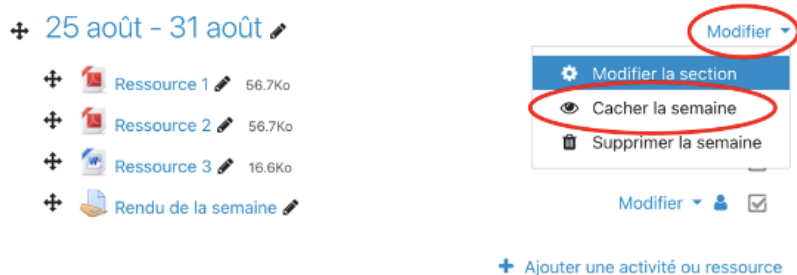 25 août - 31 août
Modifier
Ressource 1 56.7Ko
Modifier la section
Ressource 2 56.7Ko
Cacher la semaine
Ressource 3 16.6Ko
Supprimer la semaine
Rendu de la semaine
Modifier
Ajouter une activité ou ressource